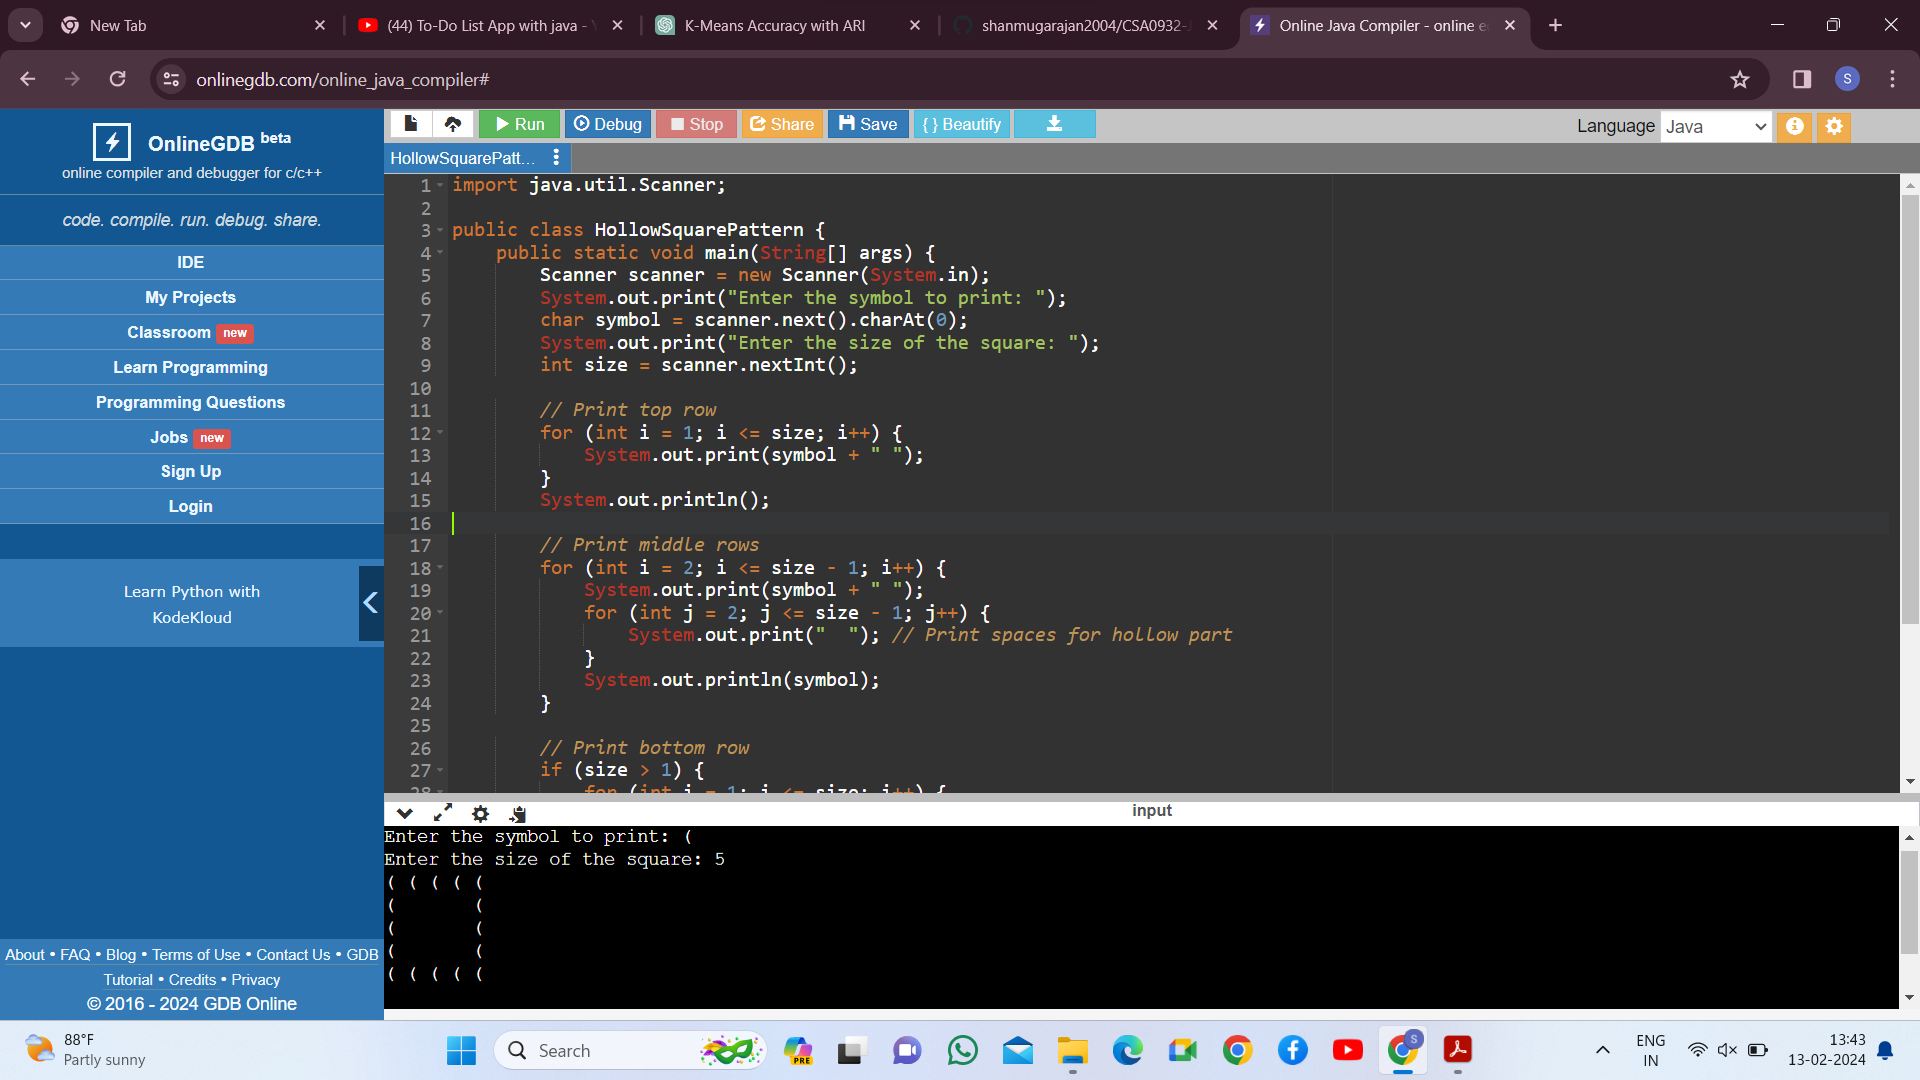 New Tab
(44) To-Do List App with java -
K-Means Accuracy with ARI
shanmugarajan2004/CSA0932-
Online Java Compiler - online e
onlinegdb.com/online_java_compiler#
S
OnlineGDB beta
online compiler and debugger for c/c++
code. compile. run. debug. share.
IDE
My Projects
Classroom new
Learn Programming
Programming Questions
Jobs new
Sign Up
Login
Learn Python with
KodeKloud
About • FAQ • Blog • Terms of Use • Contact Us • GDB
Tutorial • Credits • Privacy
© 2016 - 2024 GDB Online
Run Debug Stop Share Save { } Beautify
Language Java
HollowSquarePatt...
1 import java.util.Scanner;
2
3 public class HollowSquarePattern {
4     public static void main(String[] args) {
5         Scanner scanner = new Scanner(System.in);
6         System.out.print("Enter the symbol to print: ");
7         char symbol = scanner.next().charAt(0);
8         System.out.print("Enter the size of the square: ");
9         int size = scanner.nextInt();
10
11         // Print top row
12         for (int i = 1; i <= size; i++) {
13             System.out.print(symbol + " ");
14         }
15         System.out.println();
16
17         // Print middle rows
18         for (int i = 2; i <= size - 1; i++) {
19             System.out.print(symbol + " ");
20             for (int j = 2; j <= size - 1; j++) {
21                 System.out.print("  "); // Print spaces for hollow part
22             }
23             System.out.println(symbol);
24         }
25
26         // Print bottom row
27         if (size > 1) {
28             for (int i = 1; i <= size; i++) {
input
Enter the symbol to print: (
Enter the size of the square: 5
( ( ( ( (
(       (
(       (
(       (
( ( ( ( (
88°F
Partly sunny
Search
PRE
S
ENG
IN
13:43
13-02-2024